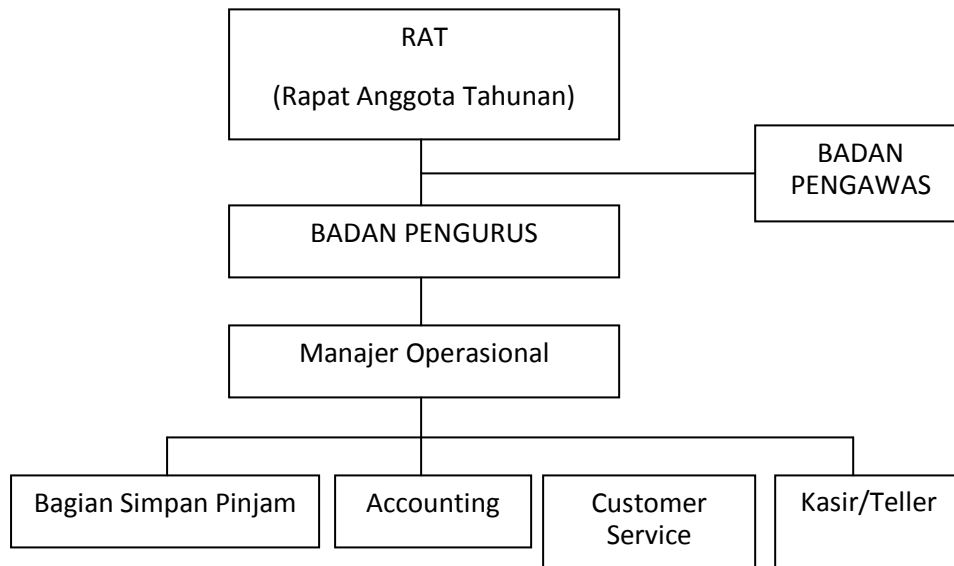 RAT
(Rapat Anggota Tahunan)
BADAN
PENGAWAS
BADAN PENGURUS
Manajer Operasional
Bagian Simpan Pinjam
Accounting
Customer
Service
Kasir/Teller